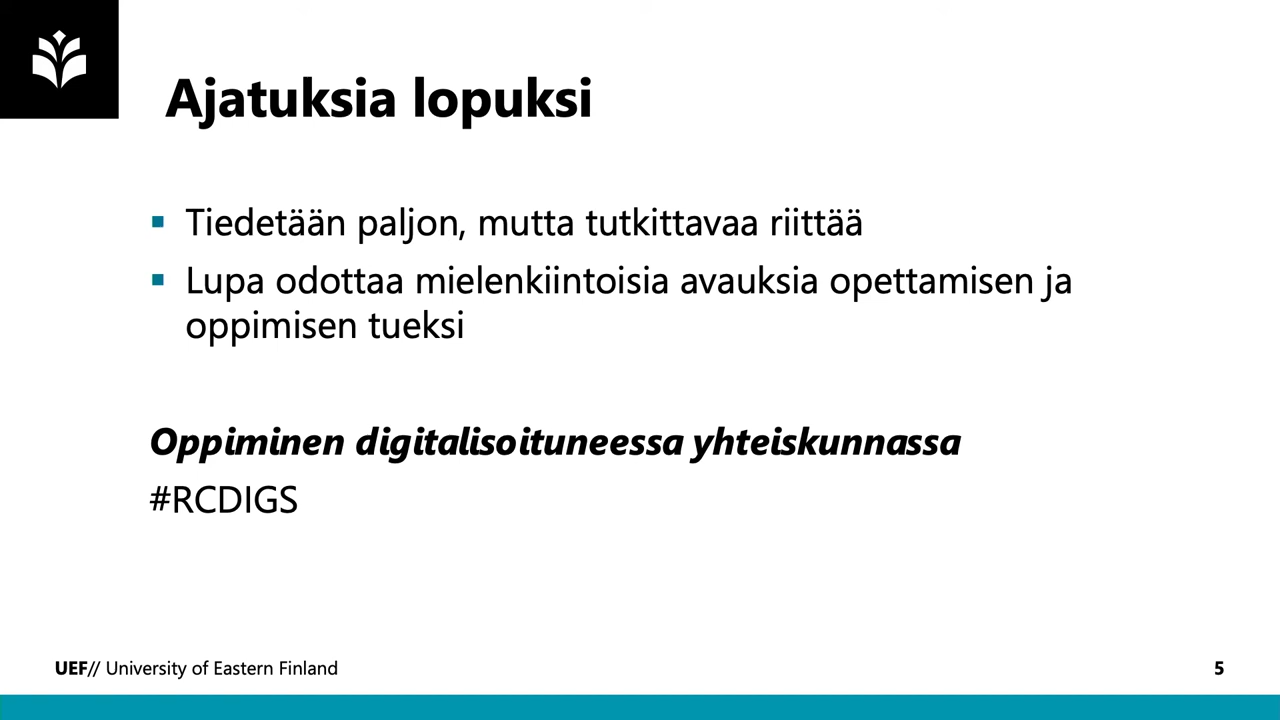 Ajatuksia lopuksi
▪ Tiedetään paljon, mutta tutkittavaa riittää
▪ Lupa odottaa mielenkiintoisia avauksia opettamisen ja
oppimisen tueksi
Oppiminen digitalisoituneessa yhteiskunnassa
#RCDIGS
UEF// University of Eastern Finland
5